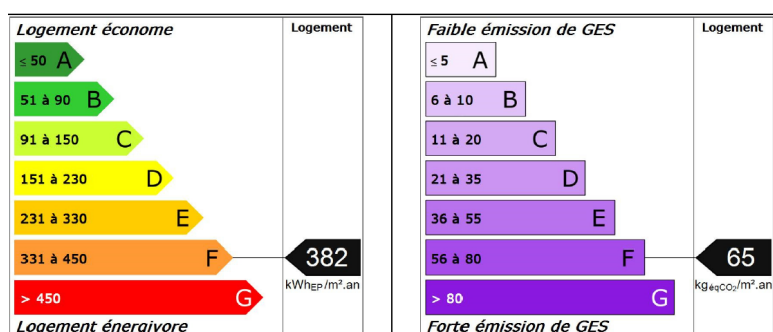 Logement économe
Logement
≤ 50 A
51 à 90 B
91 à 150 C
151 à 230 D
231 à 330 E
331 à 450 F
382
kWhEP/m².an
> 450 G
Logement énergivore
Faible émission de GES
Logement
≤ 5 A
6 à 10 B
11 à 20 C
21 à 35 D
36 à 55 E
56 à 80 F
65
kgéqCO2/m².an
> 80 G
Forte émission de GES